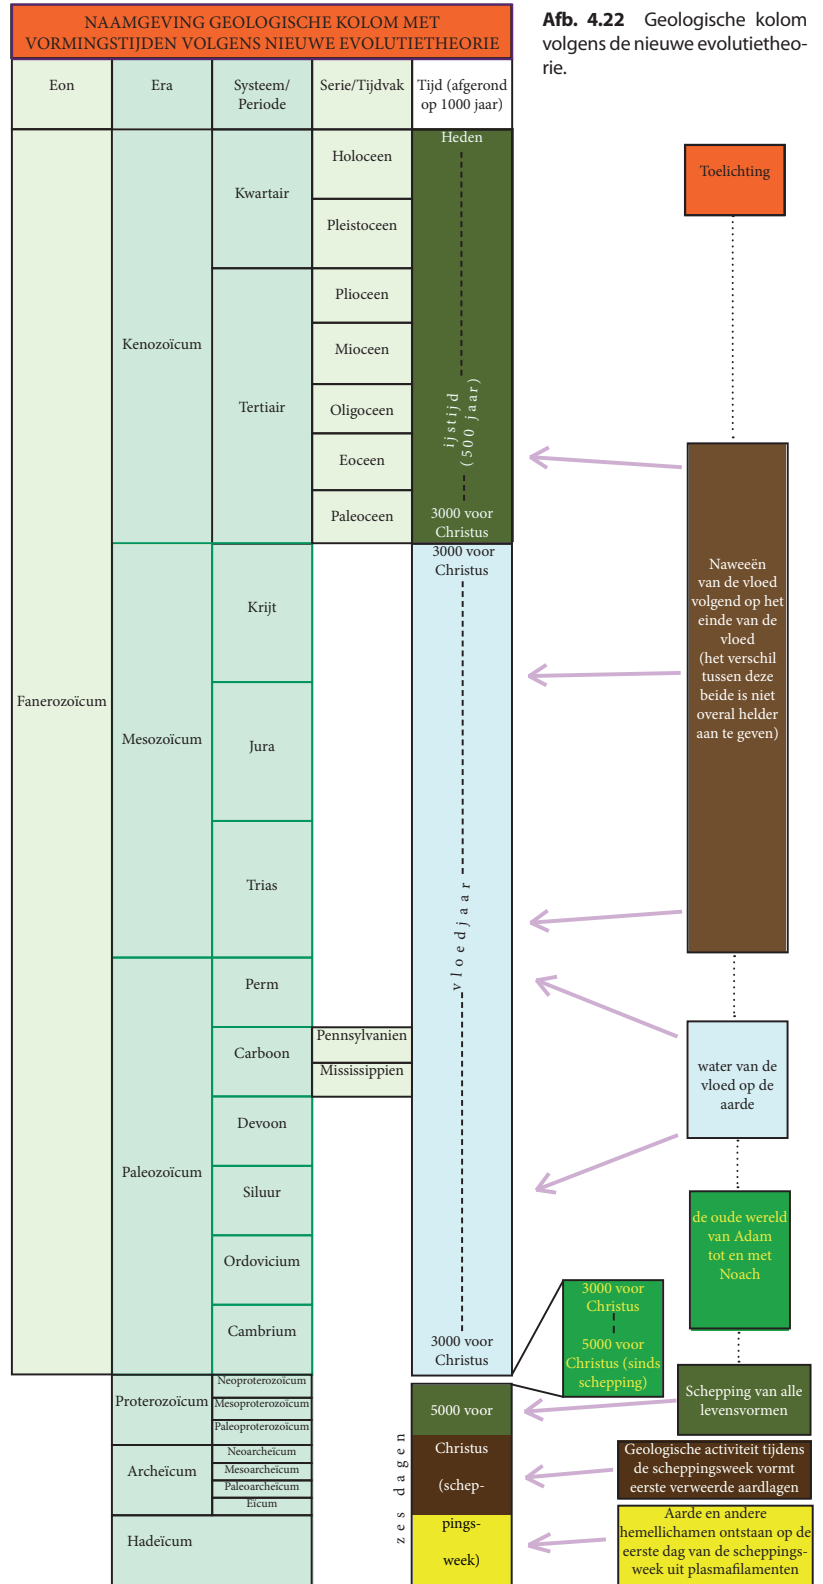 NAAMGEVING GEOLOGISCHE KOLOM MET
VORMINGSTIJDEN VOLGENS NIEUWE EVOLUTIETHEORIE
Afb. 4.22 Geologische kolom
volgens de nieuwe evolutietheo-
rie.
Eon
Era
Systeem/
Periode
Serie/Tijdvak
Tijd (afgerond
op 1000 jaar)
Fanerozoïcum
Kenozoïcum
Kwartair
Holoceen
Pleistoceen
Tertiair
Plioceen
Mioceen
Oligoceen
Eoceen
Paleoceen
Heden
ijstijd
(500 jaar)
3000 voor
Christus
Mesozoïcum
Krijt
Jura
Trias
3000 voor
Christus
vloedjaar
Paleozoïcum
Perm
Carboon
Pennsylvanien
Mississippien
Devoon
Siluur
Ordovicium
Cambrium
3000 voor
Christus
Proterozoïcum
Neoproterozoïcum
Mesoproterozoïcum
Paleoproterozoïcum
Archeïcum
Neoarcheïcum
Mesoarcheïcum
Paleoarcheïcum
Eïcum
Hadeïcum
zes dagen
5000 voor
Christus
(schep-
pings-
week)
3000 voor
Christus
5000 voor
Christus (sinds
schepping)
Toelichting
Naweeën
van de vloed
volgend op het
einde van de
vloed
(het verschil
tussen deze
beide is niet
overal helder
aan te geven)
water van de
vloed op de
aarde
de oude wereld
van Adam
tot en met
Noach
Schepping van alle
levensvormen
Geologische activiteit tijdens
de scheppingsweek vormt
eerste verweerde aardlagen
Aarde en andere
hemellichamen ontstaan op de
eerste dag van de scheppings-
week uit plasmafilamenten